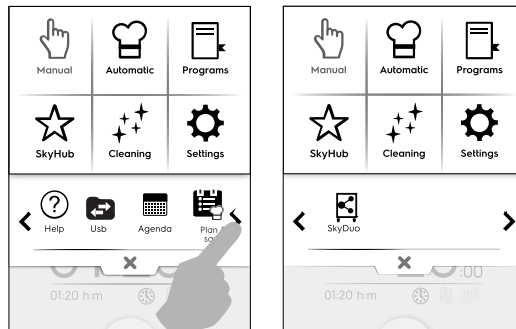 Manual Automatic Programs
SkyHub Cleaning Settings
Help Usb Agenda Plan
01:20 h:m
Manual Automatic Programs
SkyHub Cleaning Settings
SkyDuo
:00
01:20 h:m